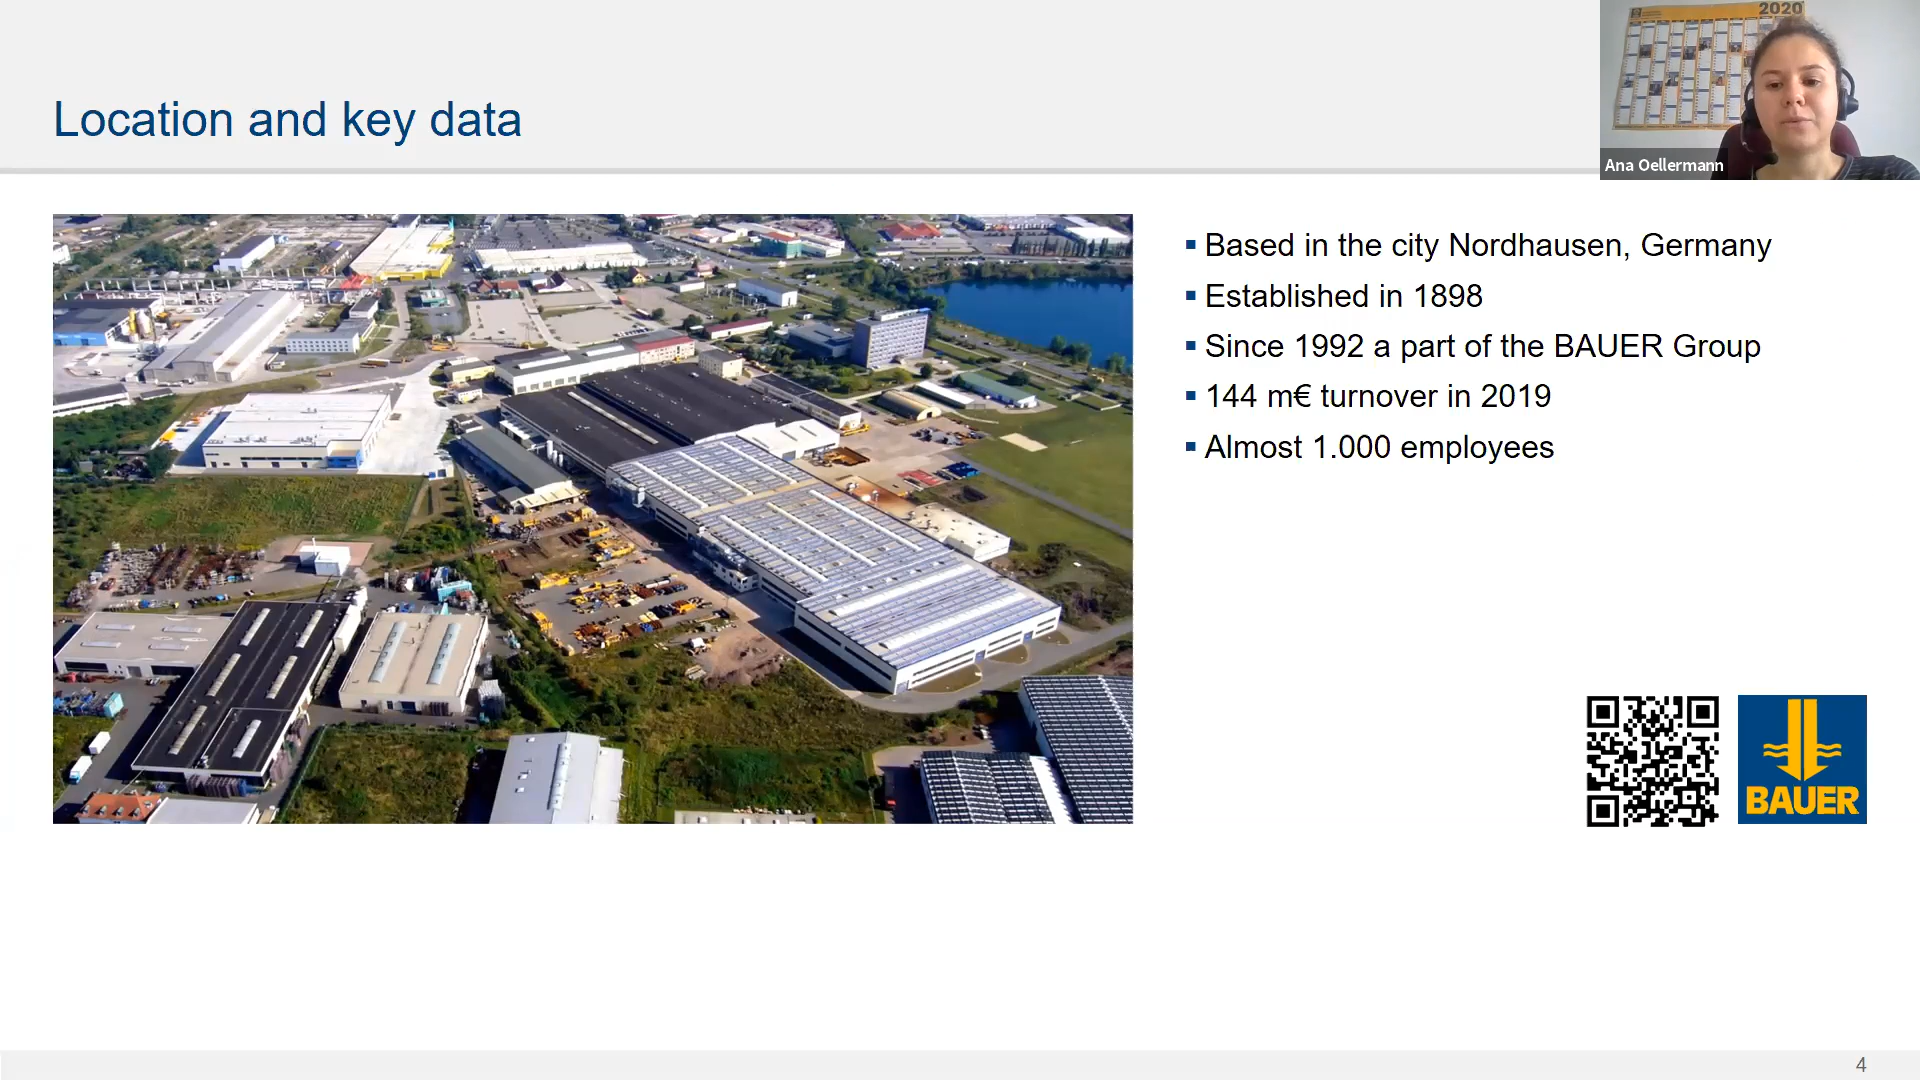 Location and key data
2020
Ana Oellermann
Based in the city Nordhausen, Germany
Established in 1898
Since 1992 a part of the BAUER Group
144 m€ turnover in 2019
Almost 1.000 employees
BAUER
4